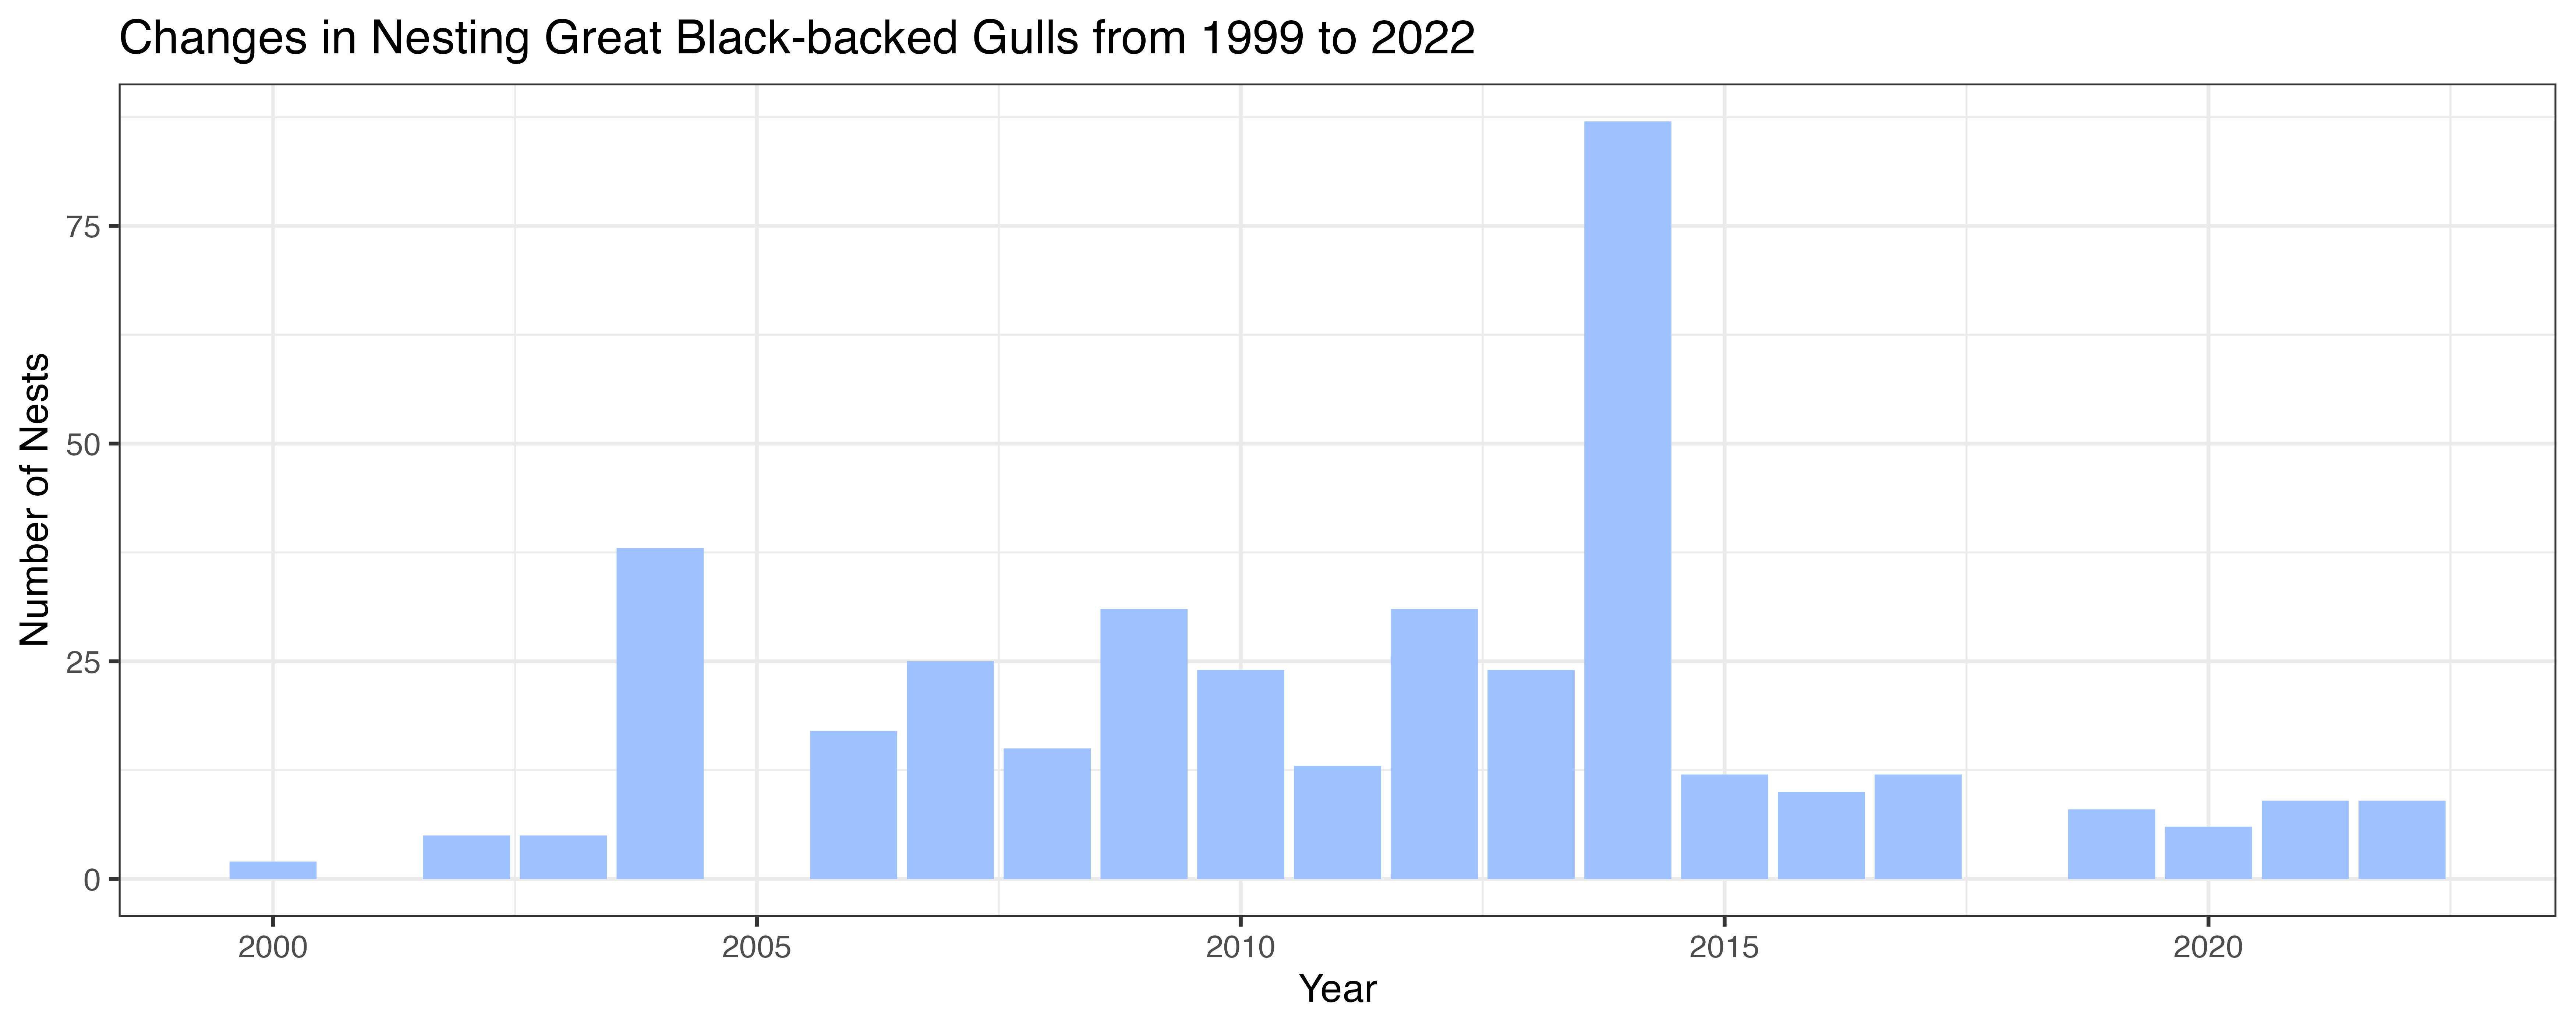 Changes in Nesting Great Black-backed Gulls from 1999 to 2022
Number of Nests
75
50
25
0
2000 2005 2010 2015 2020
Year